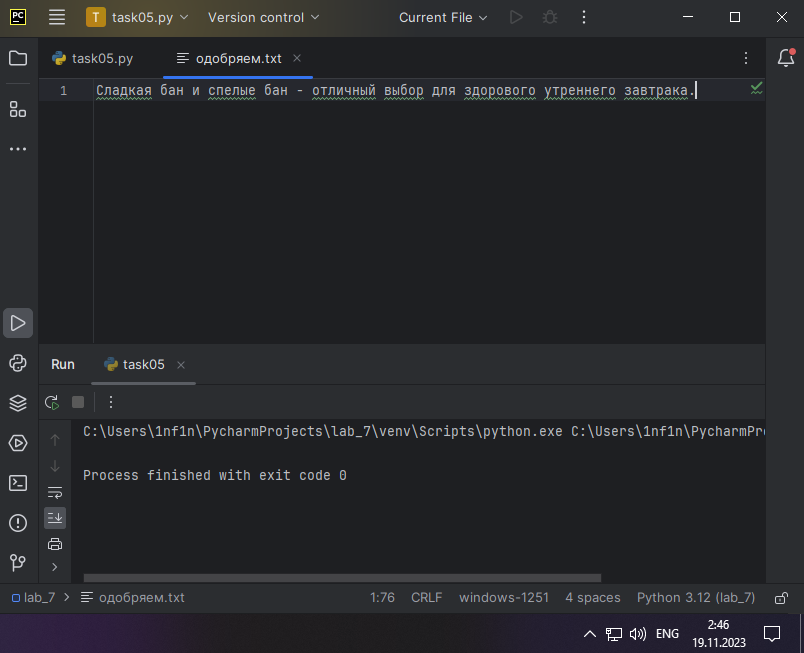 PC T task05.py Version control Current File
task05.py одобряем.txt
1 Сладкая бан и спелые бан - отличный выбор для здорового утреннего завтрака.
Run task05
C:\Users\1nf1n\PycharmProjects\lab_7\venv\Scripts\python.exe C:\Users\1nf1n\PycharmPr
Process finished with exit code 0
lab_7 одобряем.txt 1:76 CRLF windows-1251 4 spaces Python 3.12 (lab_7)
ENG 2:46
19.11.2023